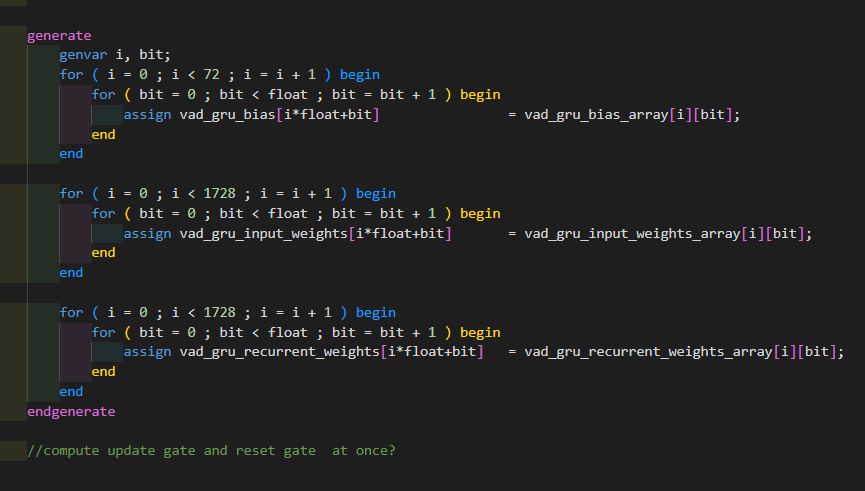 generate
genvar i, bit;
for ( i = 0 ; i < 72 ; i = i + 1 ) begin
for ( bit = 0 ; bit < float ; bit = bit + 1 ) begin
assign vad_gru_bias[i*float+bit] = vad_gru_bias_array[i][bit];
end
end
for ( i = 0 ; i < 1728 ; i = i + 1 ) begin
for ( bit = 0 ; bit < float ; bit = bit + 1 ) begin
assign vad_gru_input_weights[i*float+bit] = vad_gru_input_weights_array[i][bit];
end
end
for ( i = 0 ; i < 1728 ; i = i + 1 ) begin
for ( bit = 0 ; bit < float ; bit = bit + 1 ) begin
assign vad_gru_recurrent_weights[i*float+bit] = vad_gru_recurrent_weights_array[i][bit];
end
end
endgenerate
//compute update gate and reset gate  at once?